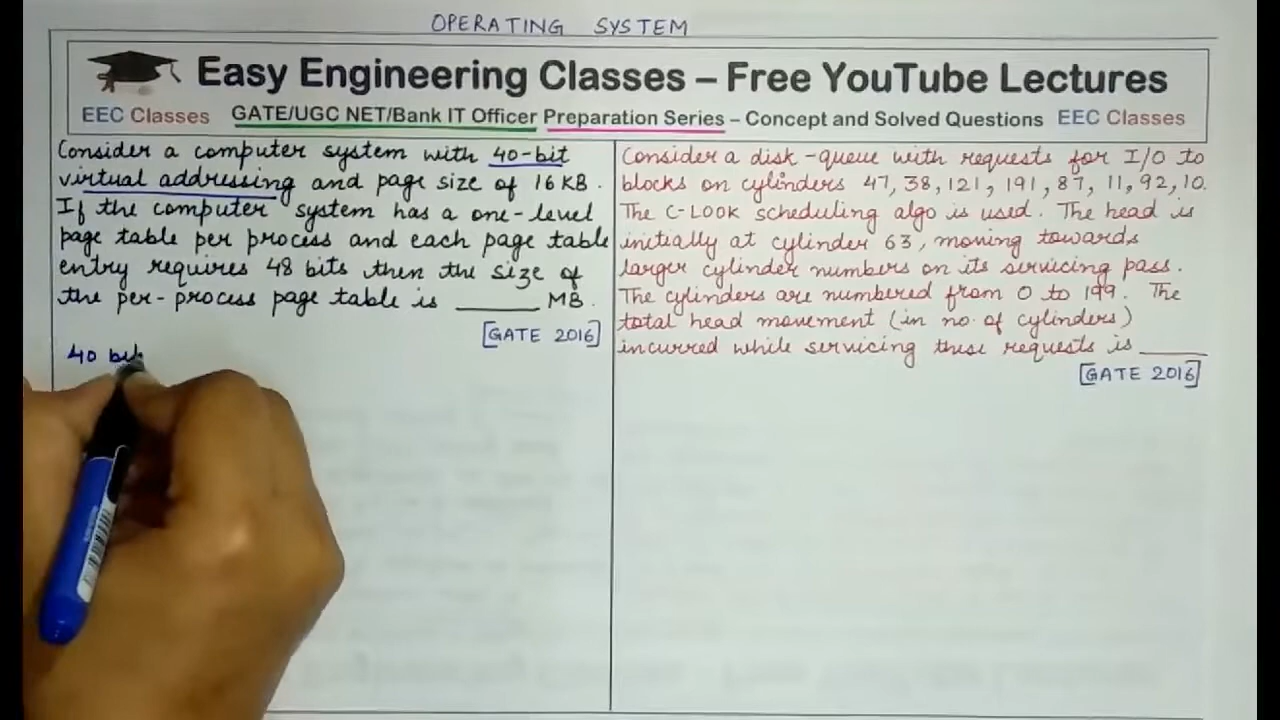 OPERATING SYSTEM
Easy Engineering Classes – Free YouTube Lectures
EEC Classes GATE/UGC NET/Bank IT Officer Preparation Series – Concept and Solved Questions EEC Classes
Consider a computer system with 40-bit
virtual addressing and page size of 16 KB.
If the computer system has a one-level
page table per process and each page table
entry requires 48 bits then the size of
the per-process page table is ______ MB.
[GATE 2016]
40 bit
Consider a disk-queue with requests for I/O to
blocks on cylinders 47, 38, 121, 191, 87, 11, 92, 10.
The C-LOOK scheduling algo is used. The head is
initially at cylinder 63, moving towards
larger cylinder numbers on its servicing pass.
The cylinders are numbered from 0 to 199. The
total head movement (in no. of cylinders)
incurred while servicing these requests is ______
[GATE 2016]